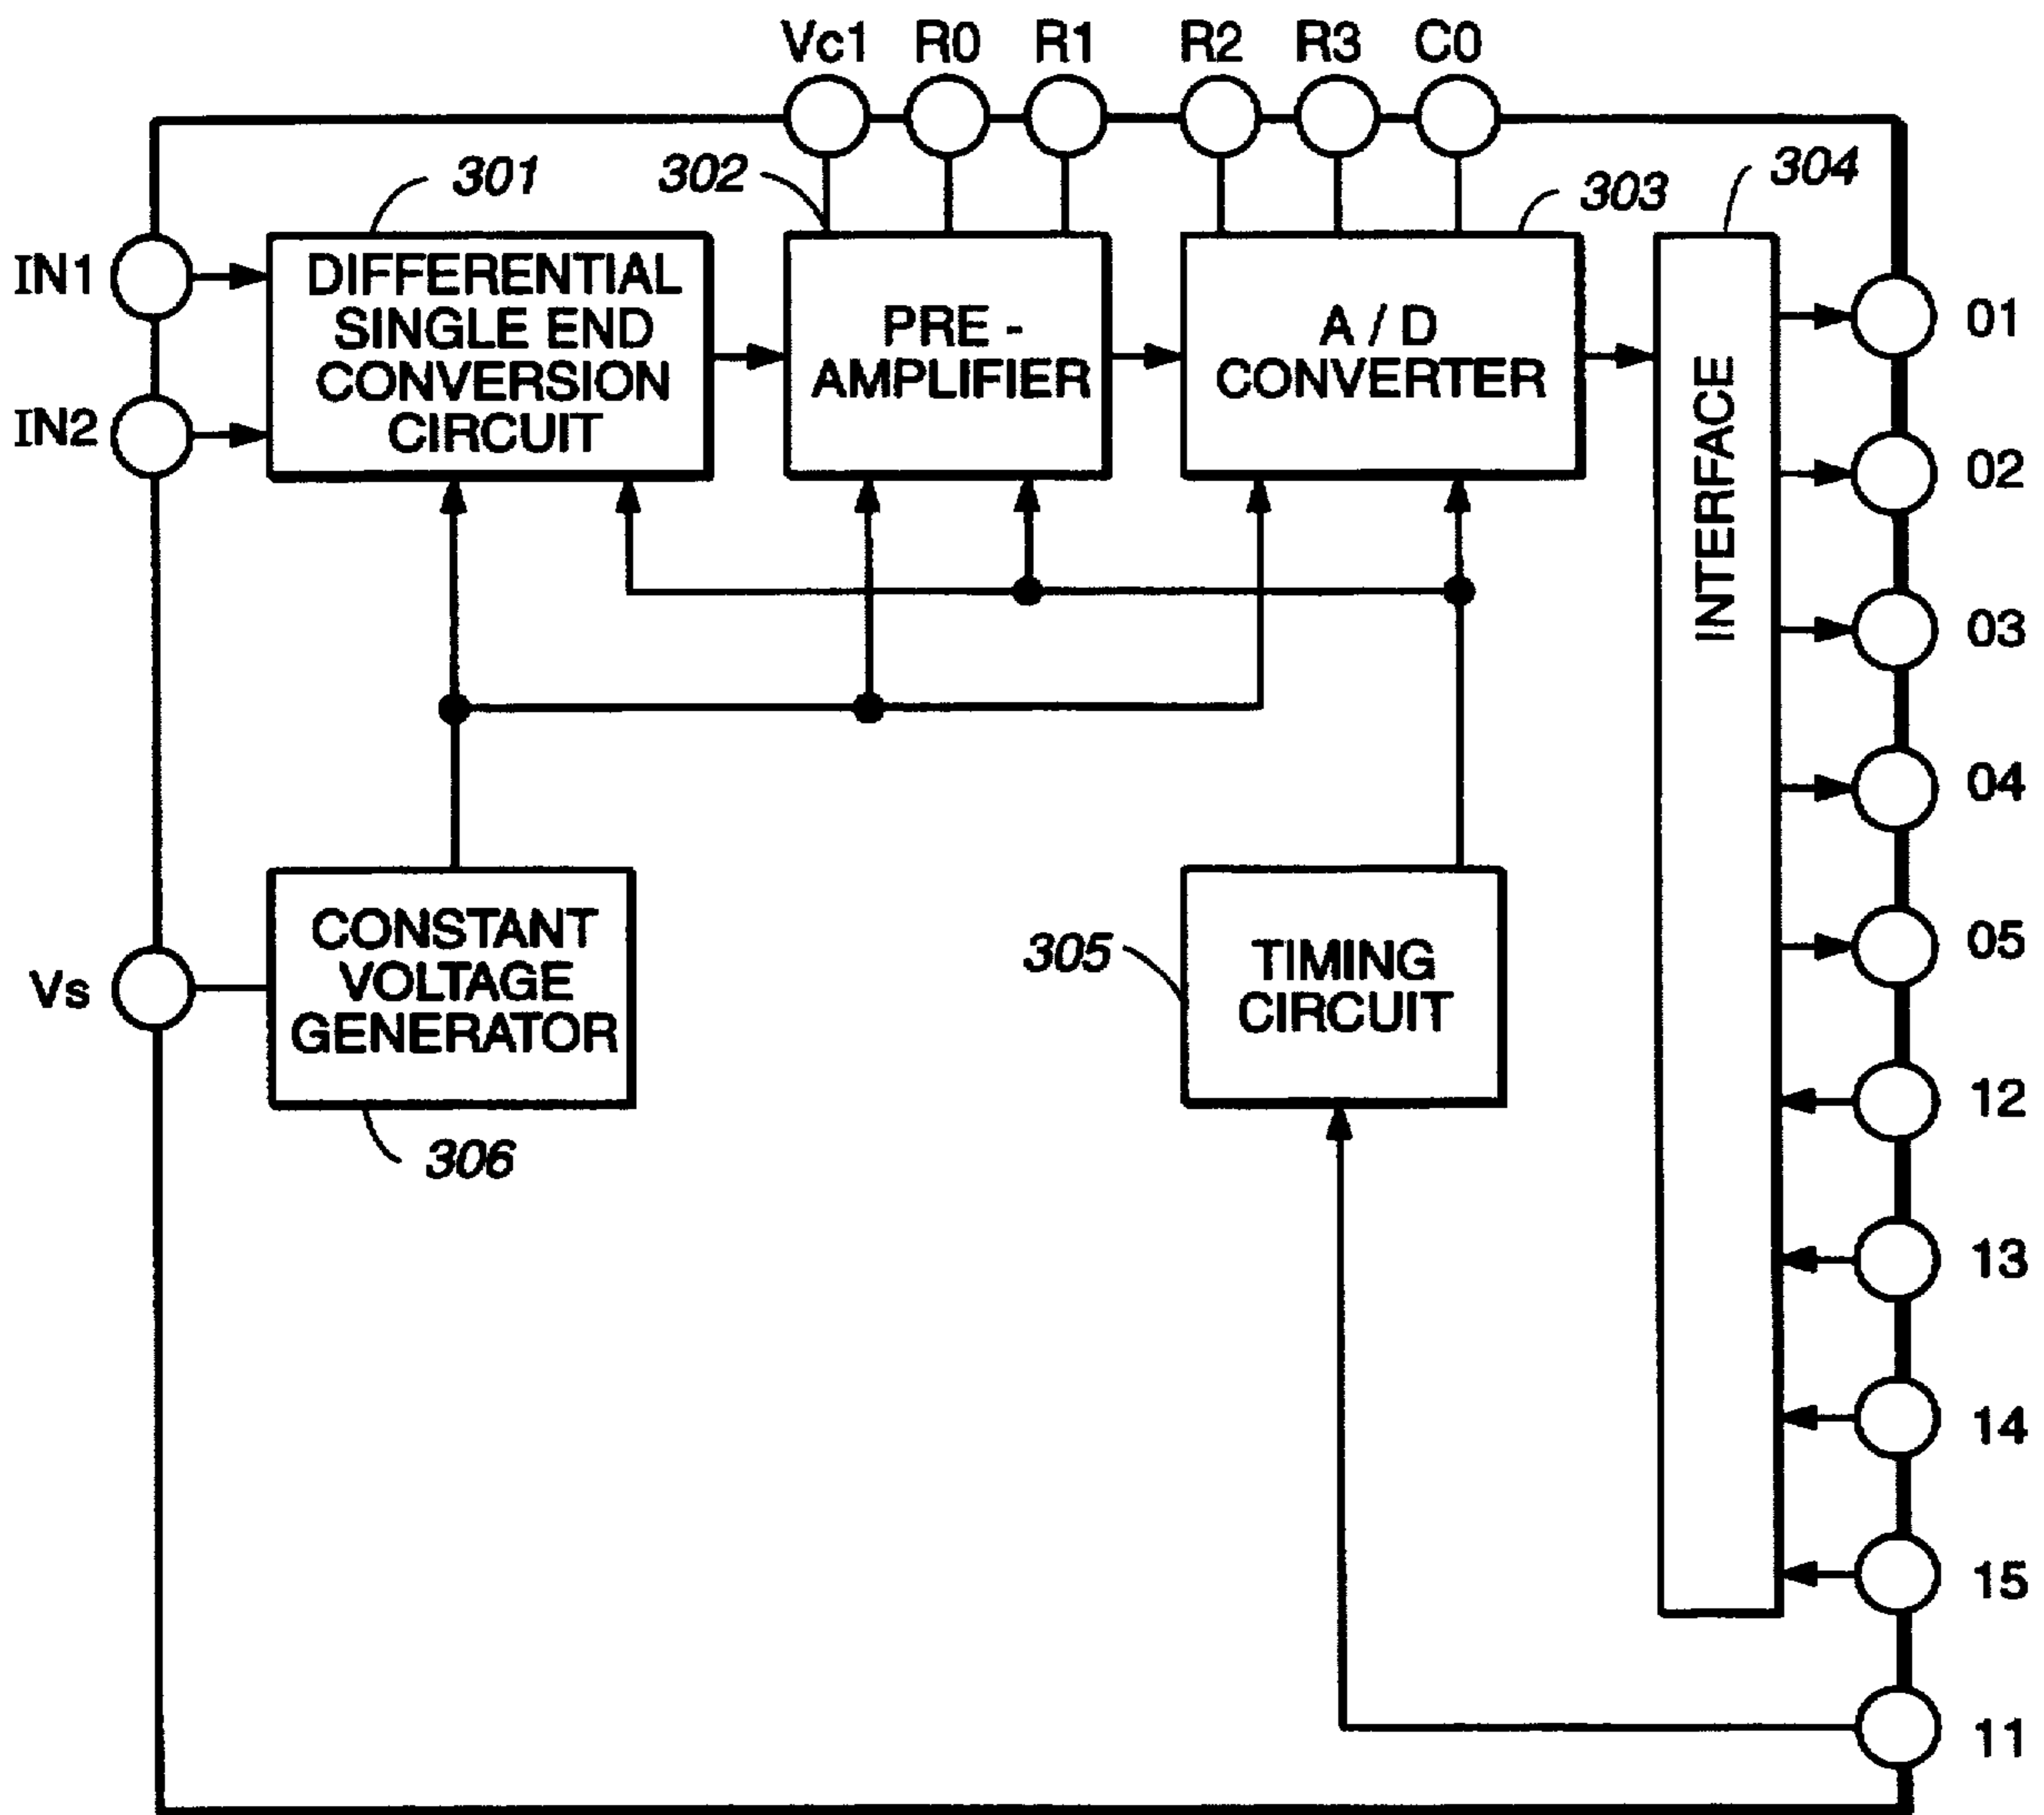 Vc1 R0 R1 R2 R3 C0
301
302
303
304
IN1
IN2
DIFFERENTIAL
SINGLE END
CONVERSION
CIRCUIT
PRE -
AMPLIFIER
A / D
CONVERTER
INTERFACE
01
02
03
04
05
12
13
14
15
11
Vs
CONSTANT
VOLTAGE
GENERATOR
306
305
TIMING
CIRCUIT